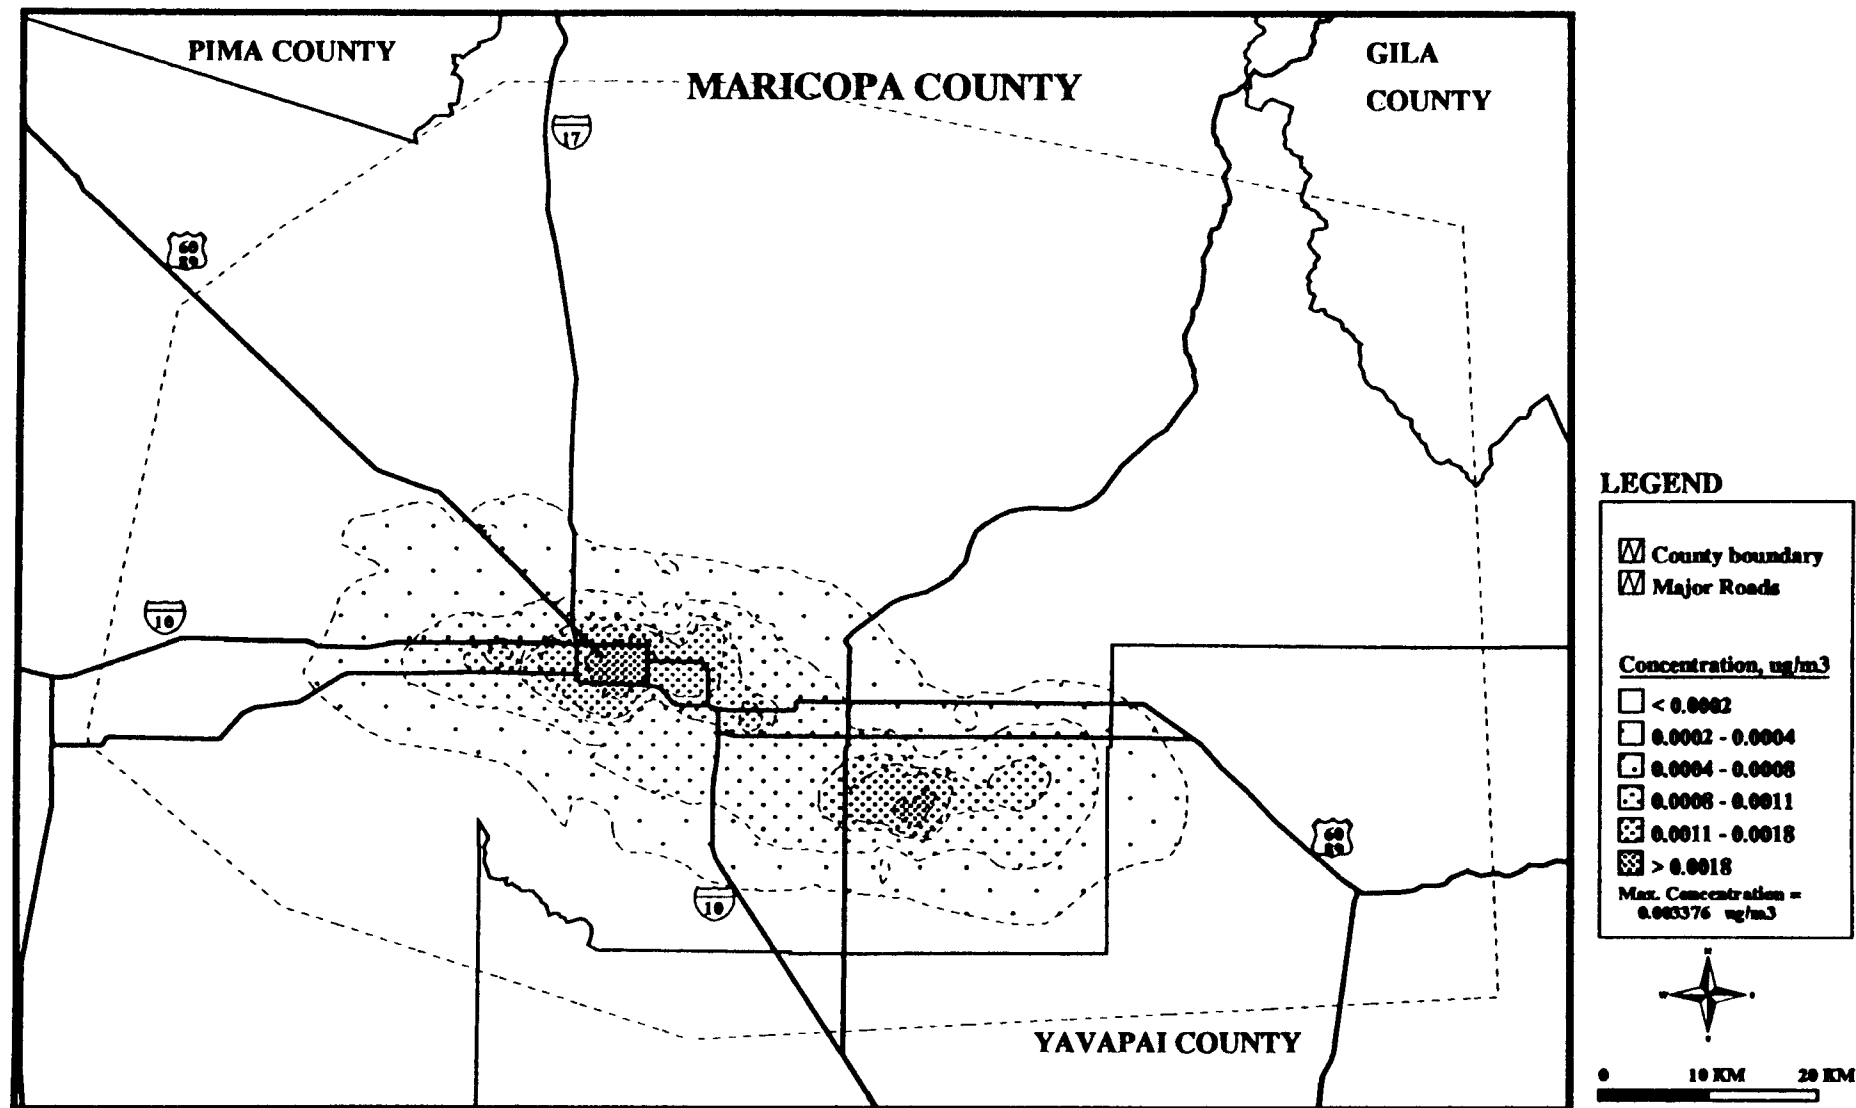 PIMA COUNTY
MARICOPA COUNTY
GILA
COUNTY
17
60
89
10
60
89
10
YAVAPAI COUNTY
LEGEND
County boundary
Major Roads
Concentration, ug/m3
< 0.0002
0.0002 - 0.0004
0.0004 - 0.0008
0.0008 - 0.0011
0.0011 - 0.0018
> 0.0018
Max. Concentration =
0.003376 ug/m3
0 10 KM 20 KM